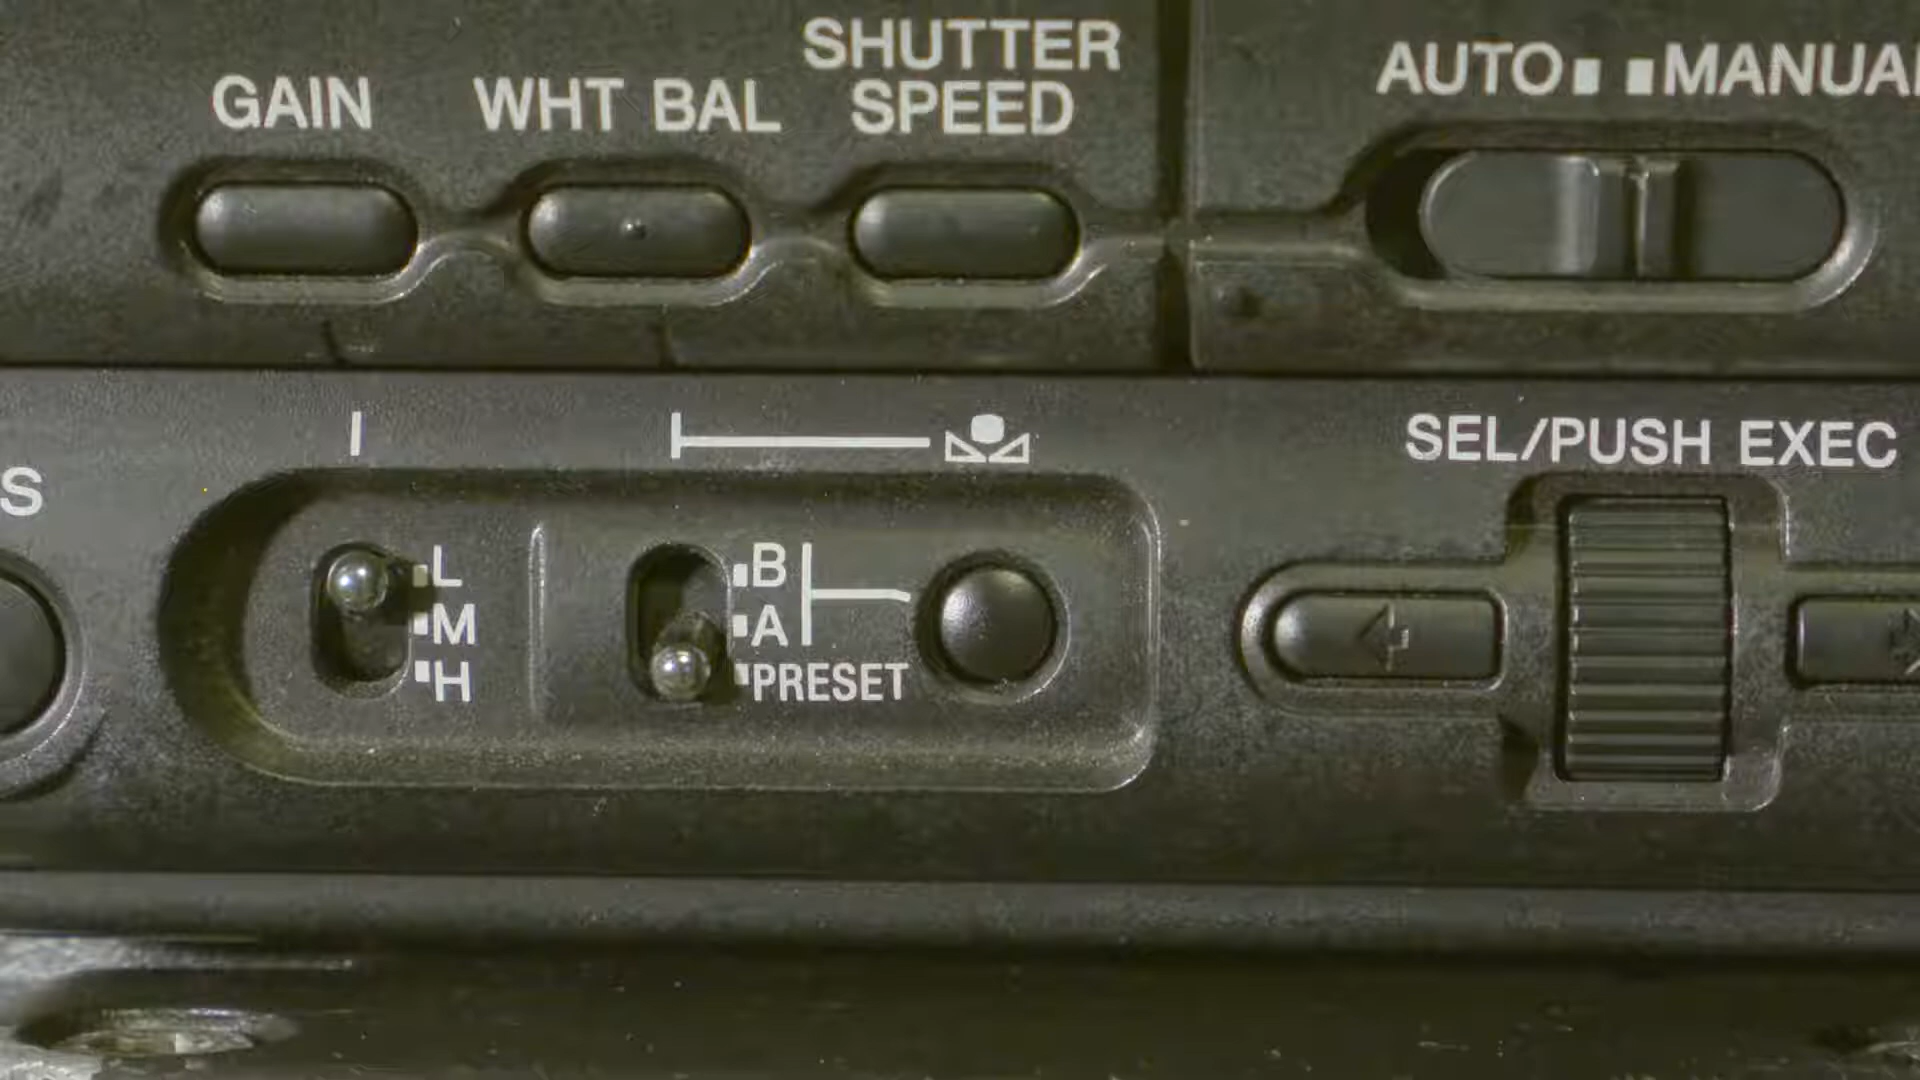 SHUTTER
GAIN WHT BAL SPEED
AUTO MANUAL
S
SEL/PUSH EXEC
L
M
H
B
A
PRESET